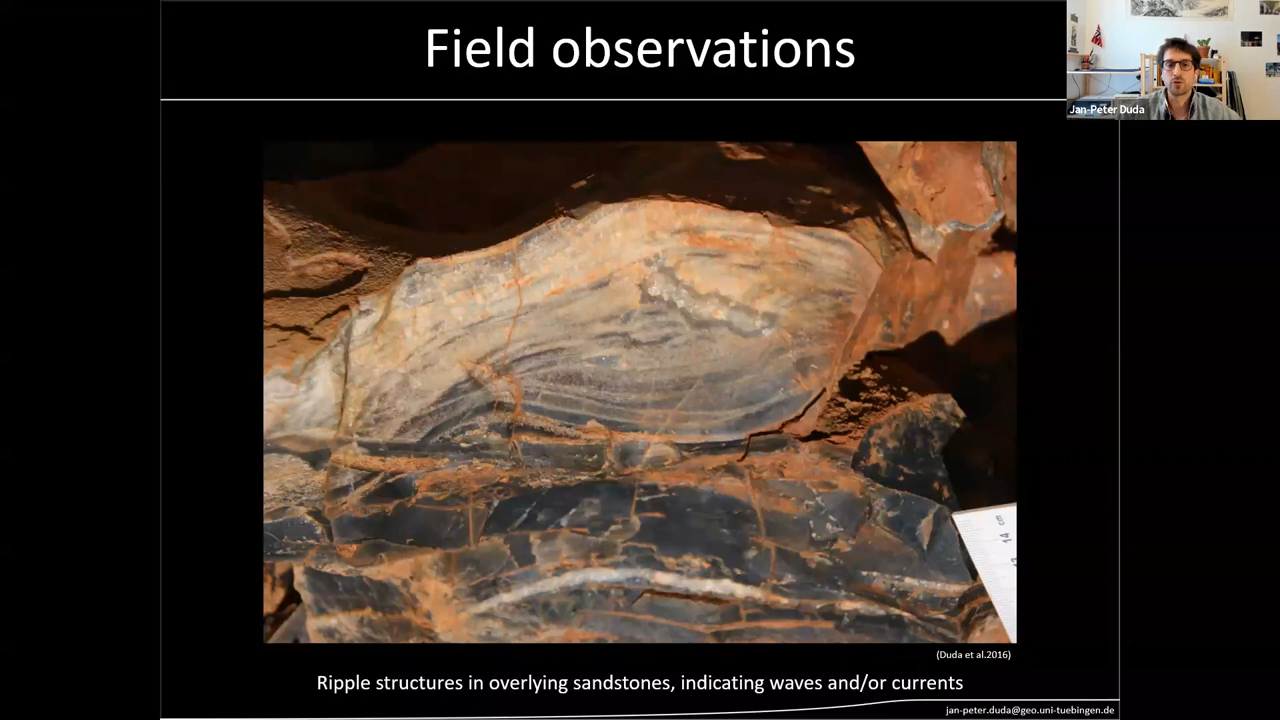 Field observations
Jan-Peter Duda
cm
14
(Duda et al.2016)
Ripple structures in overlying sandstones, indicating waves and/or currents
jan-peter.duda@geo.uni-tuebingen.de